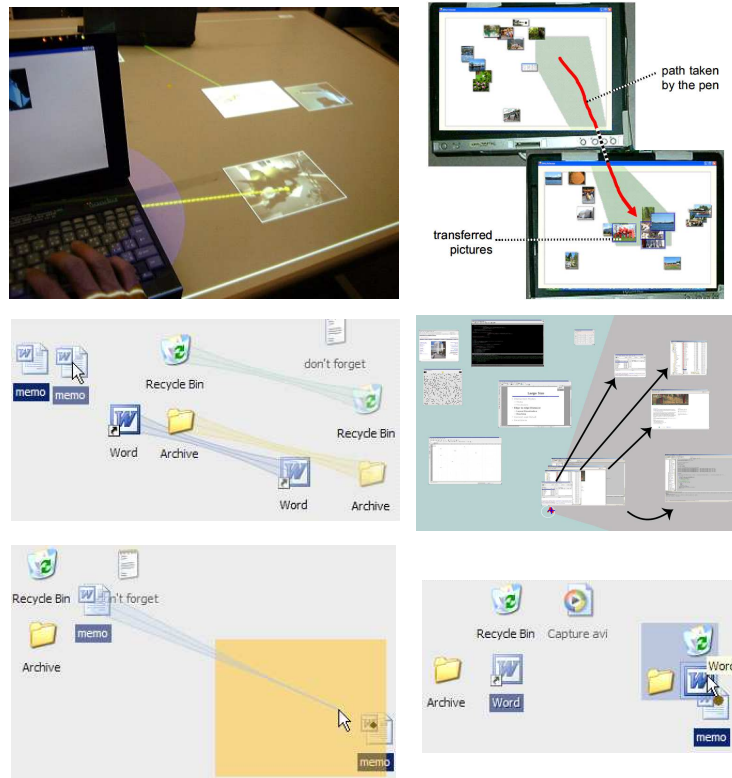 path taken
by the pen
transferred
pictures
don't forget
memo
memo
Recycle Bin
Recycle Bin
Word
Archive
Word
Archive
Recycle Bin
don't forget
memo
Archive
memo
Recycle Bin
Capture avi
Word
Archive
Word
memo